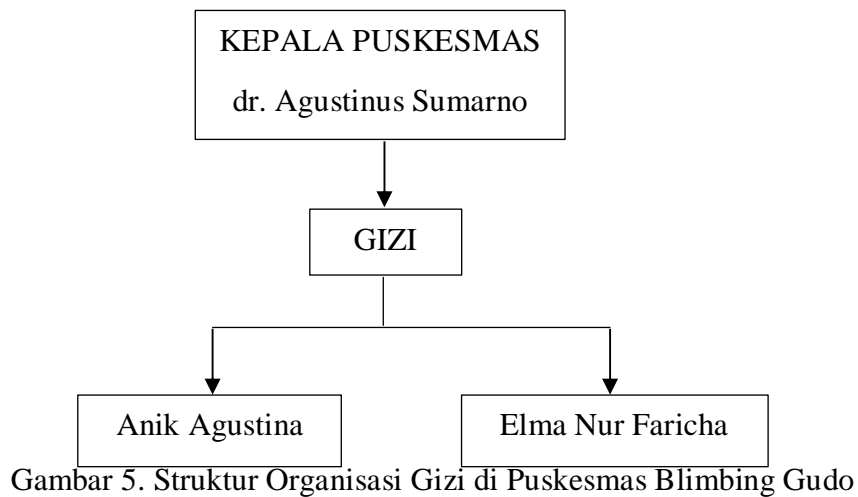 KEPALA PUSKESMAS
dr. Agustinus Sumarno
GIZI
Anik Agustina
Elma Nur Faricha
Gambar 5. Struktur Organisasi Gizi di Puskesmas Blimbing Gudo